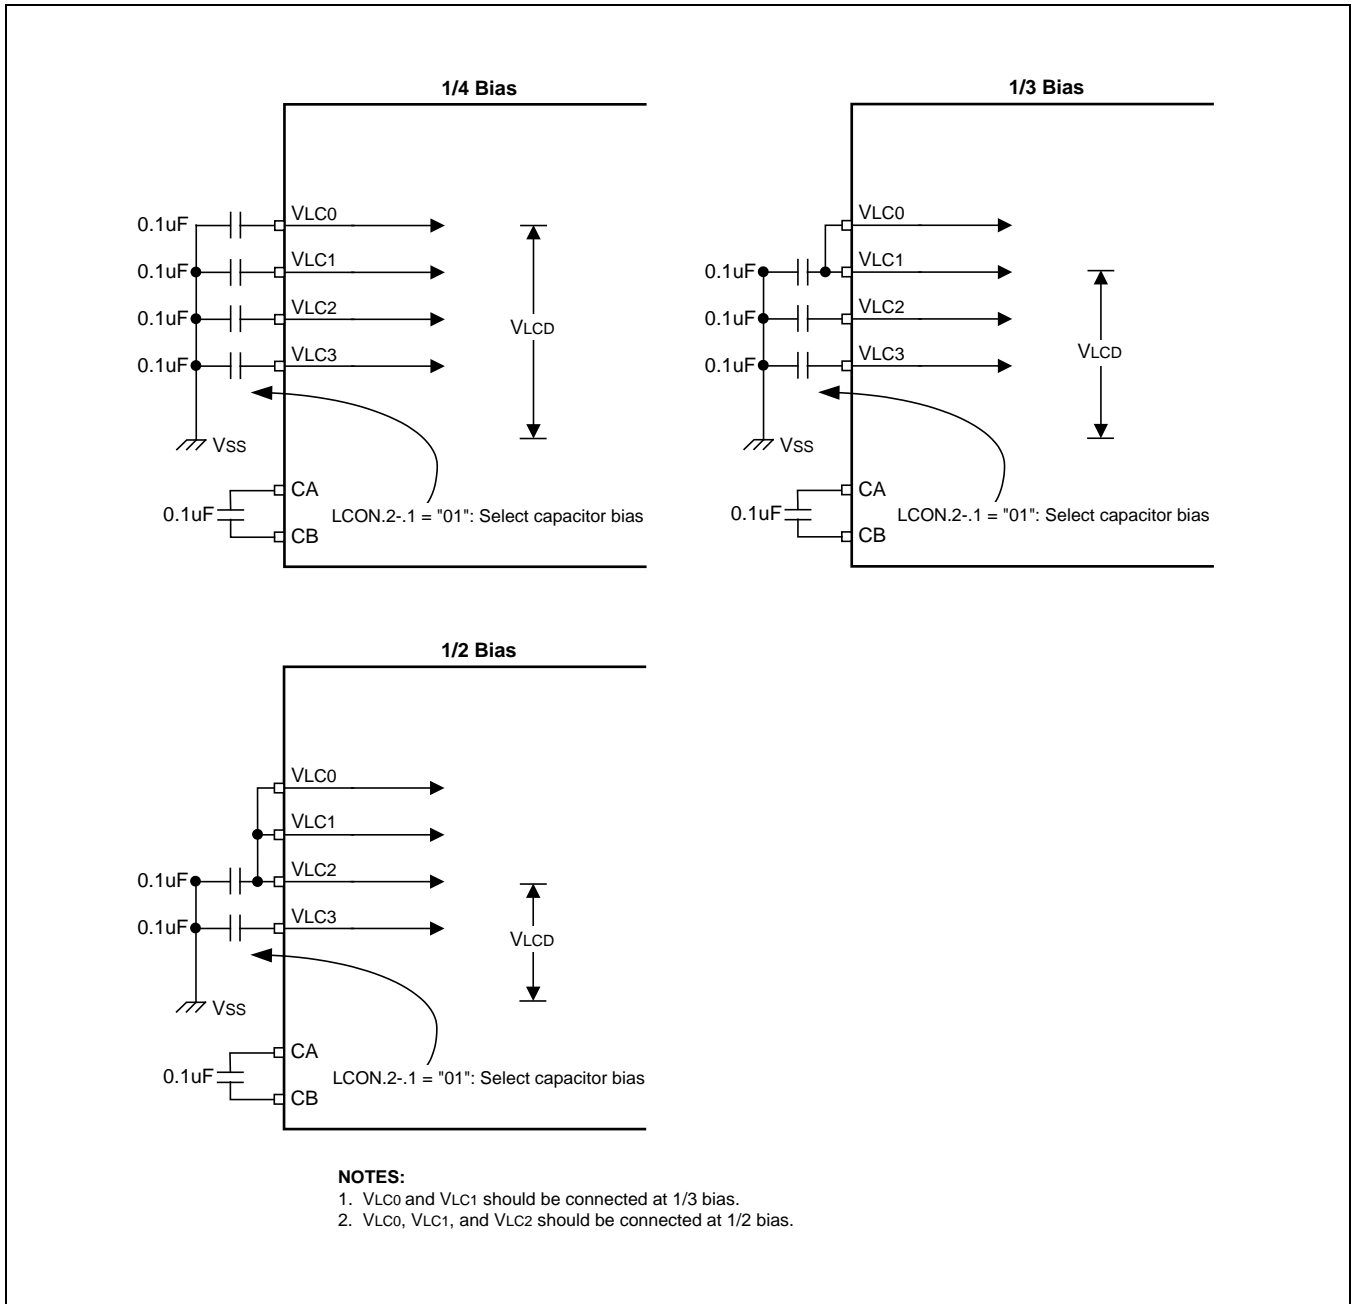 1/4 Bias
0.1uF
VLC0
0.1uF
VLC1
0.1uF
VLC2
0.1uF
VLC3
VLCD
VSS
CA
0.1uF
LCON.2-.1 = "01": Select capacitor bias
CB
1/3 Bias
VLC0
0.1uF
VLC1
0.1uF
VLC2
0.1uF
VLC3
VLCD
VSS
CA
0.1uF
LCON.2-.1 = "01": Select capacitor bias
CB
1/2 Bias
VLC0
VLC1
0.1uF
VLC2
0.1uF
VLC3
VLCD
VSS
CA
0.1uF
LCON.2-.1 = "01": Select capacitor bias
CB
NOTES:
1. VLC0 and VLC1 should be connected at 1/3 bias.
2. VLC0, VLC1, and VLC2 should be connected at 1/2 bias.